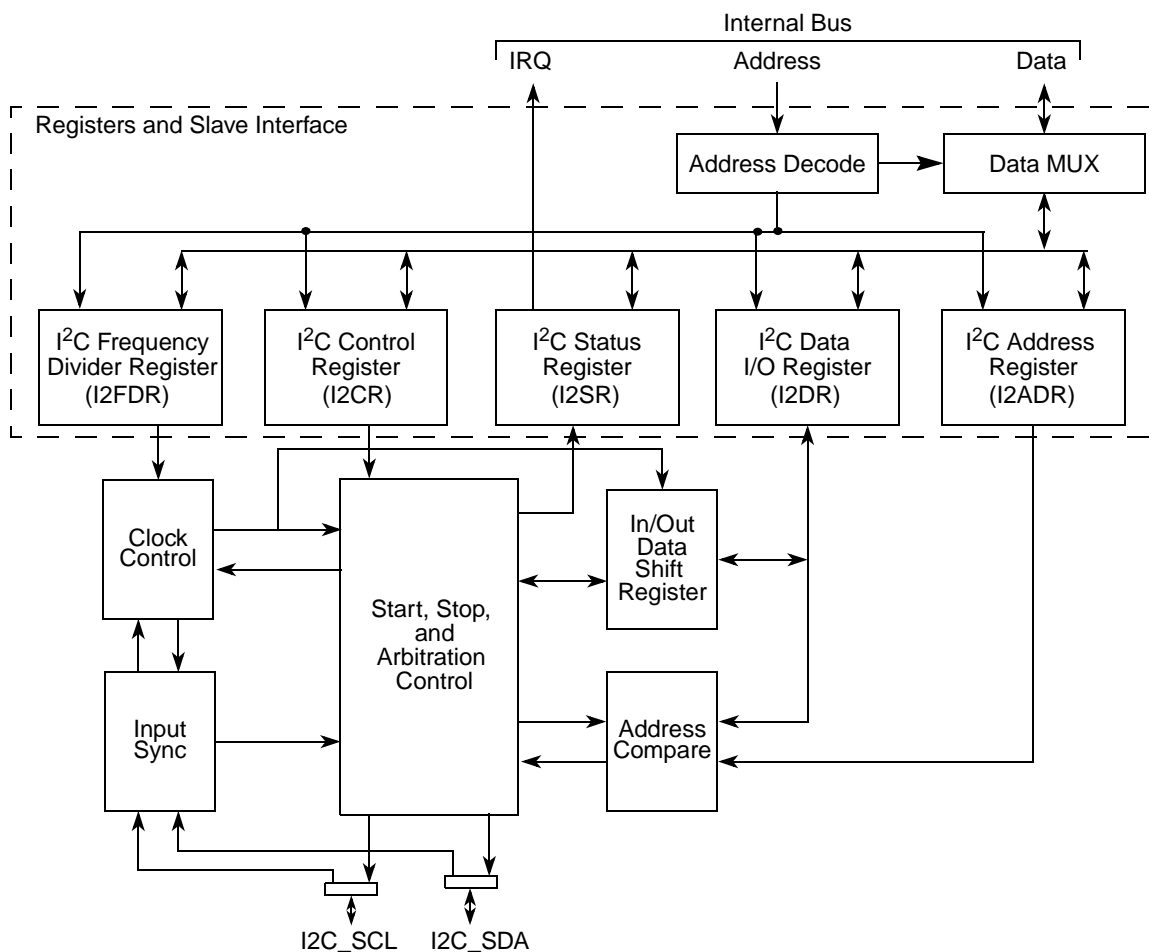 Internal Bus
IRQ
Address
Data
Registers and Slave Interface
Address Decode
Data MUX
I²C Frequency
Divider Register
(I2FDR)
I²C Control
Register
(I2CR)
I²C Status
Register
(I2SR)
I²C Data
I/O Register
(I2DR)
I²C Address
Register
(I2ADR)
Clock
Control
In/Out
Data
Shift
Register
Start, Stop,
and
Arbitration
Control
Input
Sync
Address
Compare
I2C_SCL
I2C_SDA